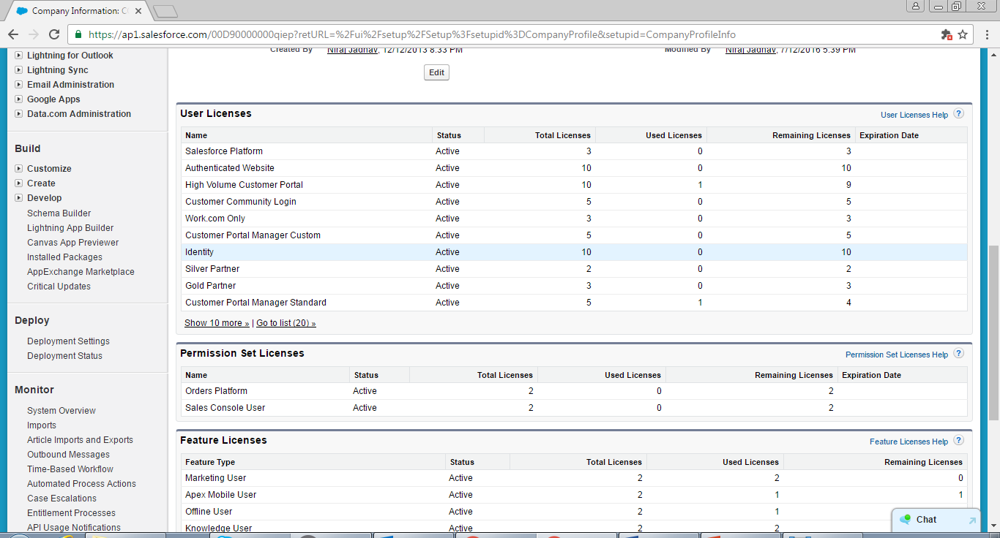 Company Information: C
https://ap1.salesforce.com/00D90000000qiep?retURL=%2Fui%2Fsetup%2FSetup%3Fsetupid%3DCompanyProfile&setupid=CompanyProfileInfo
Lightning for Outlook
Lightning Sync
Email Administration
Google Apps
Data.com Administration
Build
Customize
Create
Develop
Schema Builder
Lightning App Builder
Canvas App Previewer
Installed Packages
AppExchange Marketplace
Critical Updates
Deploy
Deployment Settings
Deployment Status
Monitor
System Overview
Imports
Article Imports and Exports
Outbound Messages
Time-Based Workflow
Automated Process Actions
Case Escalations
Entitlement Processes
API Usage Notifications
Created By Niraj Jadhav, 12/12/2013 8:33 PM Modified By Niraj Jadhav, 7/12/2016 5:39 PM
Edit
User Licenses User Licenses Help ?
Name Status Total Licenses Used Licenses Remaining Licenses Expiration Date
Salesforce Platform Active 3 0 3
Authenticated Website Active 10 0 10
High Volume Customer Portal Active 10 1 9
Customer Community Login Active 5 0 5
Work.com Only Active 3 0 3
Customer Portal Manager Custom Active 5 0 5
Identity Active 10 0 10
Silver Partner Active 2 0 2
Gold Partner Active 3 0 3
Customer Portal Manager Standard Active 5 1 4
Show 10 more » | Go to list (20) »
Permission Set Licenses Permission Set Licenses Help ?
Name Status Total Licenses Used Licenses Remaining Licenses Expiration Date
Orders Platform Active 2 0 2
Sales Console User Active 2 0 2
Feature Licenses Feature Licenses Help ?
Feature Type Status Total Licenses Used Licenses Remaining Licenses
Marketing User Active 2 2 0
Apex Mobile User Active 2 1 1
Offline User Active 2 1
Knowledge User Active 2 2
Chat